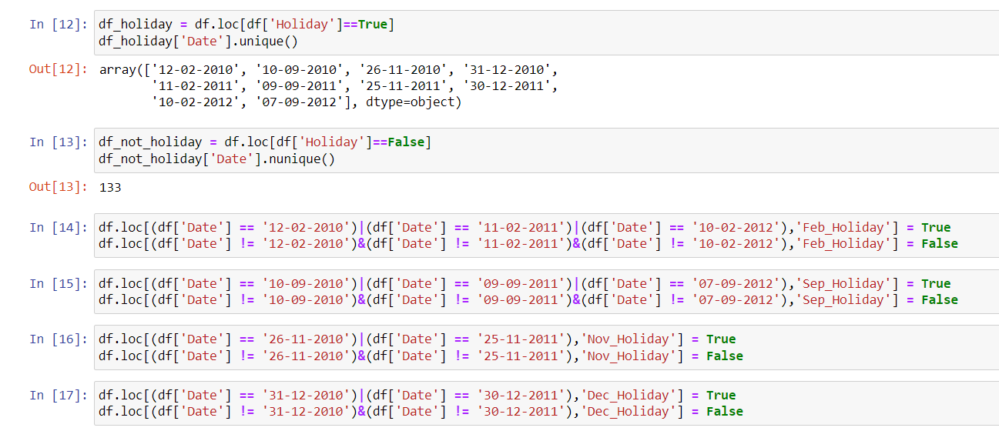 In [12]: df_holiday = df.loc[df['Holiday']==True]
df_holiday['Date'].unique()
Out[12]: array(['12-02-2010', '10-09-2010', '26-11-2010', '31-12-2010',
'11-02-2011', '09-09-2011', '25-11-2011', '30-12-2011',
'10-02-2012', '07-09-2012'], dtype=object)
In [13]: df_not_holiday = df.loc[df['Holiday']==False]
df_not_holiday['Date'].nunique()
Out[13]: 133
In [14]: df.loc[(df['Date'] == '12-02-2010')|(df['Date'] == '11-02-2011')|(df['Date'] == '10-02-2012'),'Feb_Holiday'] = True
df.loc[(df['Date'] != '12-02-2010')&(df['Date'] != '11-02-2011')&(df['Date'] != '10-02-2012'),'Feb_Holiday'] = False
In [15]: df.loc[(df['Date'] == '10-09-2010')|(df['Date'] == '09-09-2011')|(df['Date'] == '07-09-2012'),'Sep_Holiday'] = True
df.loc[(df['Date'] != '10-09-2010')&(df['Date'] != '09-09-2011')&(df['Date'] != '07-09-2012'),'Sep_Holiday'] = False
In [16]: df.loc[(df['Date'] == '26-11-2010')|(df['Date'] == '25-11-2011'),'Nov_Holiday'] = True
df.loc[(df['Date'] != '26-11-2010')&(df['Date'] != '25-11-2011'),'Nov_Holiday'] = False
In [17]: df.loc[(df['Date'] == '31-12-2010')|(df['Date'] == '30-12-2011'),'Dec_Holiday'] = True
df.loc[(df['Date'] != '31-12-2010')&(df['Date'] != '30-12-2011'),'Dec_Holiday'] = False